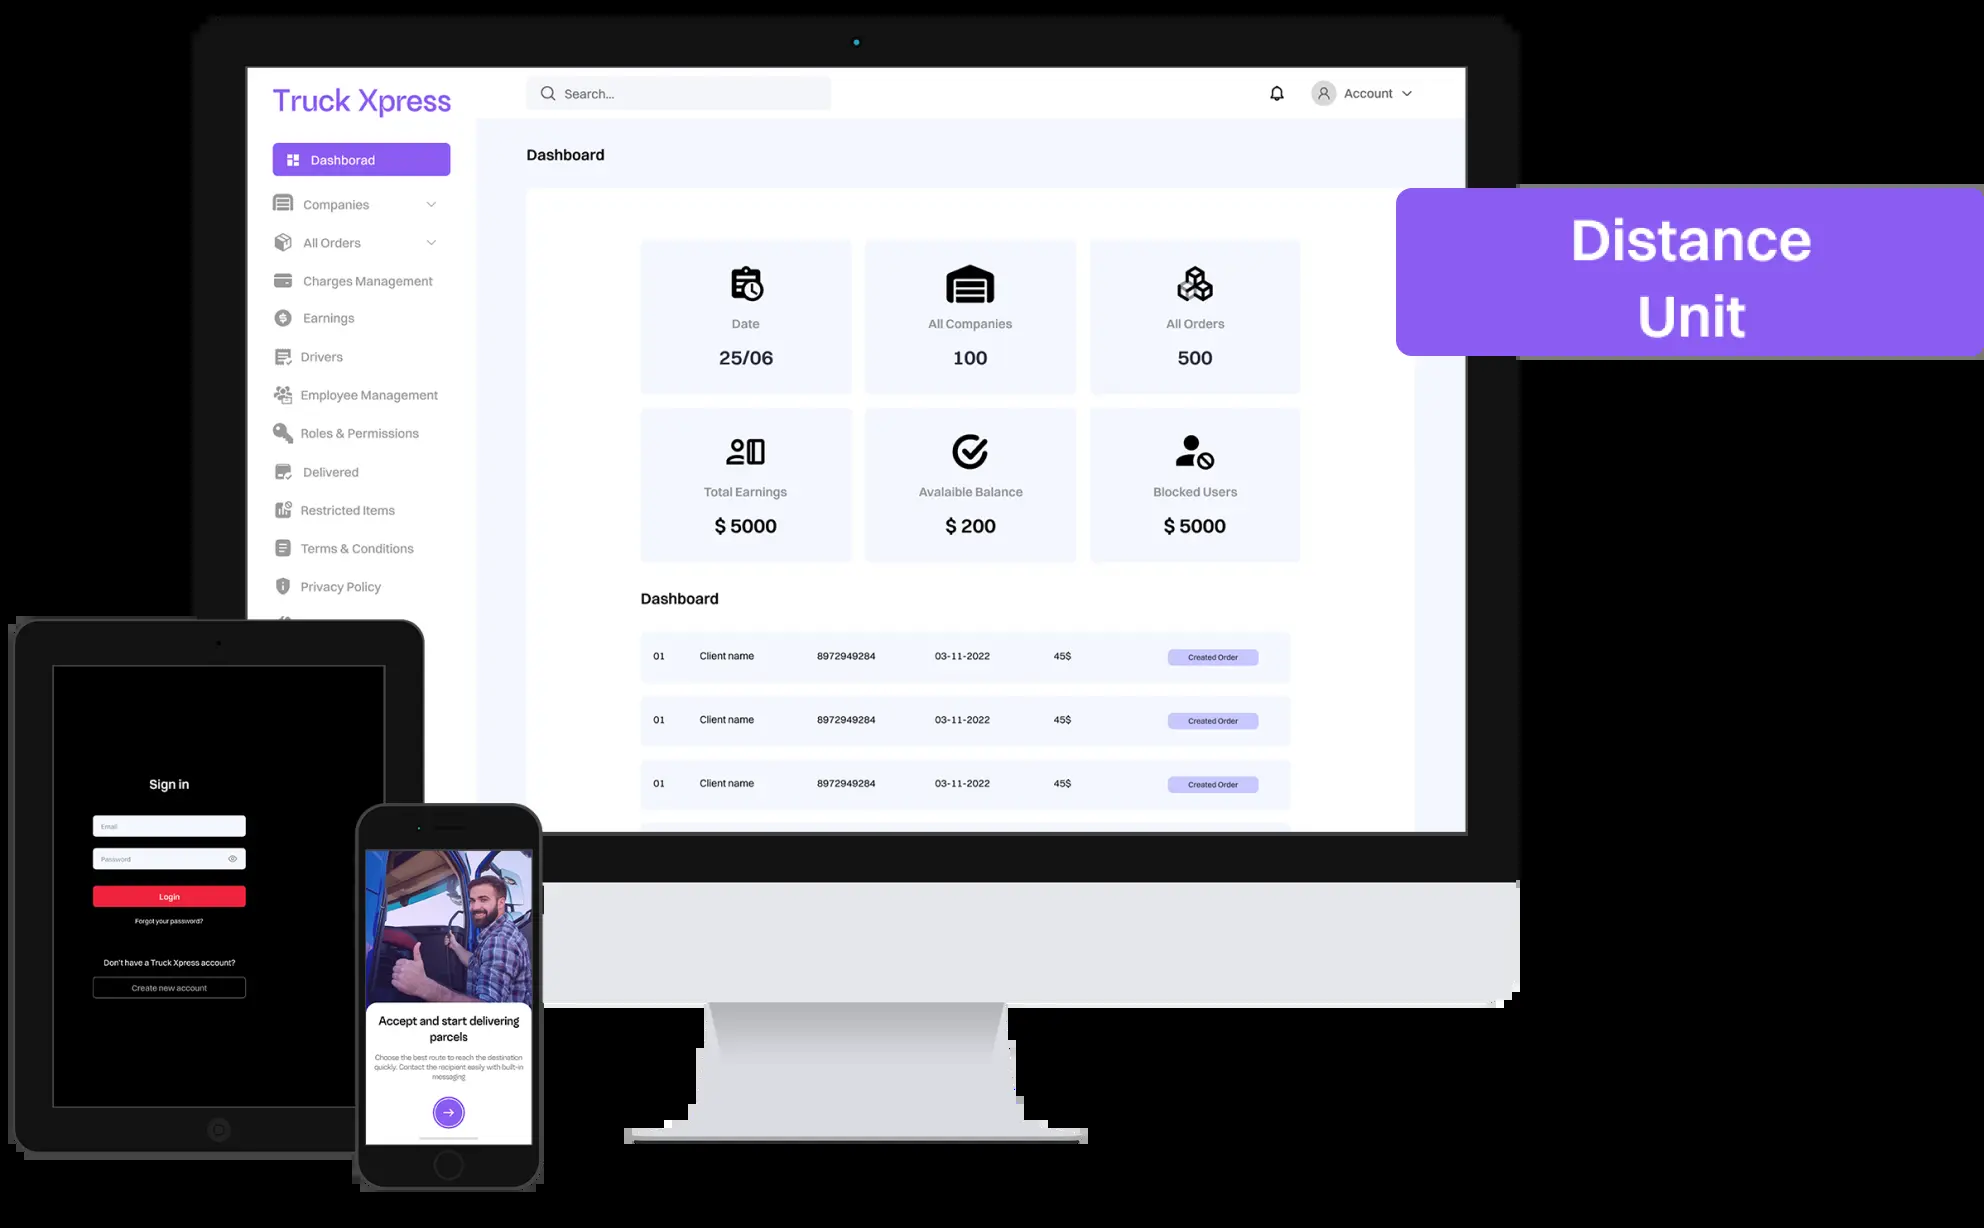 Truck Xpress
Search...
Account
Dashborad
Companies
All Orders
Charges Management
Earnings
Drivers
Employee Management
Roles & Permissions
Delivered
Restricted Items
Terms & Conditions
Privacy Policy
Dashboard
Date
25/06
All Companies
100
All Orders
500
Total Earnings
$ 5000
Avalaible Balance
$ 200
Blocked Users
$ 5000
Dashboard
01 Client name 8972949284 03-11-2022 45$ Created Order
01 Client name 8972949284 03-11-2022 45$ Created Order
01 Client name 8972949284 03-11-2022 45$ Created Order
Distance
Unit
Sign in
Email
Password
Login
Forgot your password?
Don't have a Truck Xpress account?
Create new account
Accept and start delivering
parcels
Choose the best route to reach the destination
quickly. Contact the recipient easily with built-in
messaging